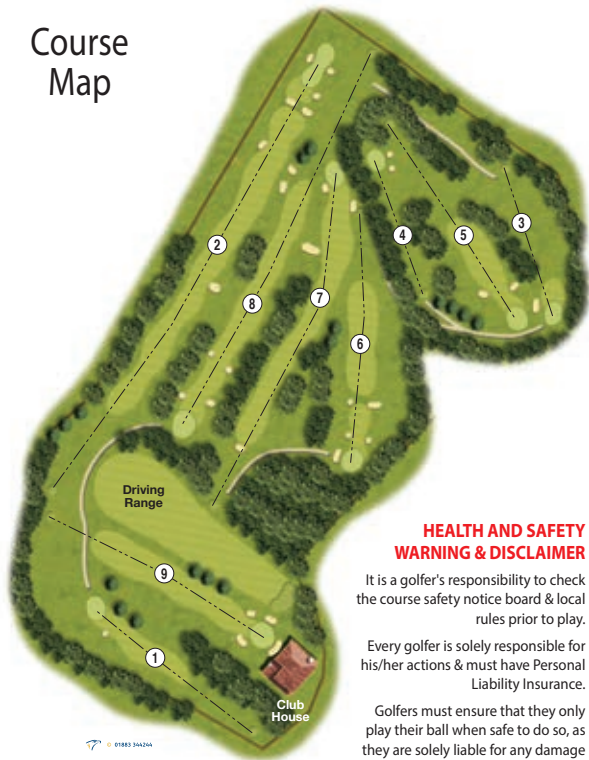 Course
Map
2
8
7
4
5
3
6
Driving
Range
9
1
Club
House
HEALTH AND SAFETY
WARNING & DISCLAIMER
It is a golfer's responsibility to check
the course safety notice board & local
rules prior to play.
Every golfer is solely responsible for
his/her actions & must have Personal
Liability Insurance.
Golfers must ensure that they only
play their ball when safe to do so, as
they are solely liable for any damage
© 01883 344244